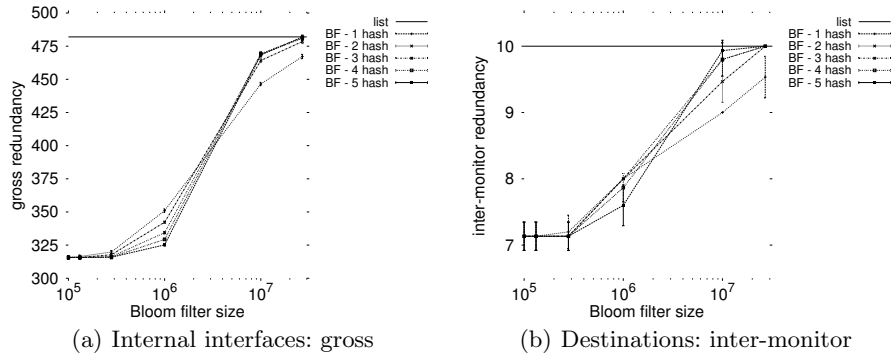 gross redundancy
500
475
450
425
400
375
350
325
300
10^5
10^6
10^7
Bloom filter size
list
BF - 1 hash
BF - 2 hash
BF - 3 hash
BF - 4 hash
BF - 5 hash
(a) Internal interfaces: gross
inter-monitor redundancy
10
9
8
7
10^5
10^6
10^7
Bloom filter size
list
BF - 1 hash
BF - 2 hash
BF - 3 hash
BF - 4 hash
BF - 5 hash
(b) Destinations: inter-monitor